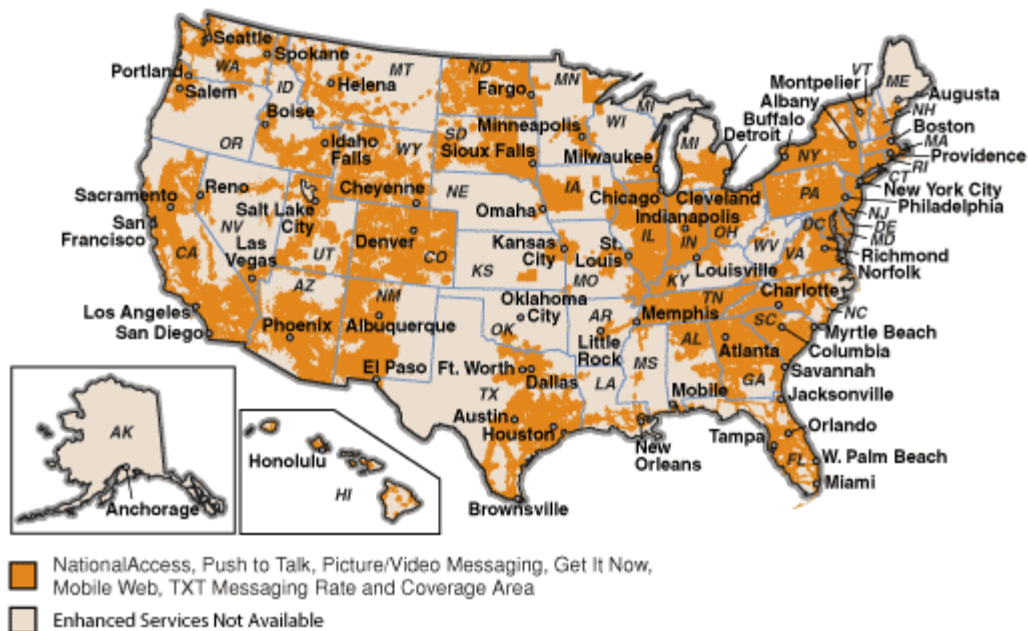 Seattle
Spokane
WA
Portland
Salem
MT
Helena
ID
Boise
OR
Idaho
Falls
WY
ND
Fargo
MN
SD
Sioux Falls
Minneapolis
WI
MI
MI
Milwaukee
Detroit
Montpelier
VT
ME
Augusta
Albany
NH
Buffalo
Boston
MA
NY
Providence
RI
CT
New York City
Philadelphia
PA
NJ
DE
MD
DC
Richmond
Norfolk
VA
WV
Sacramento
Reno
San
Francisco
NV
CA
Salt Lake
City
UT
Las
Vegas
Cheyenne
NE
Omaha
IA
Chicago
Cleveland
Indianapolis
IL
IN
OH
Denver
CO
Kansas
City
KS
St.
Louis
MO
KY
Louisville
Los Angeles
San Diego
AZ
Phoenix
NM
Albuquerque
El Paso
Oklahoma
City
OK
AR
Little
Rock
Memphis
TN
Charlotte
NC
SC
Myrtle Beach
Columbia
Savannah
Atlanta
GA
AL
MS
LA
Ft. Worth
Dallas
TX
Austin
Houston
Brownsville
New
Orleans
Mobile
Jacksonville
Orlando
Tampa
FL
W. Palm Beach
Miami
AK
Anchorage
Honolulu
HI
NationalAccess, Push to Talk, Picture/Video Messaging, Get It Now,
Mobile Web, TXT Messaging Rate and Coverage Area
Enhanced Services Not Available